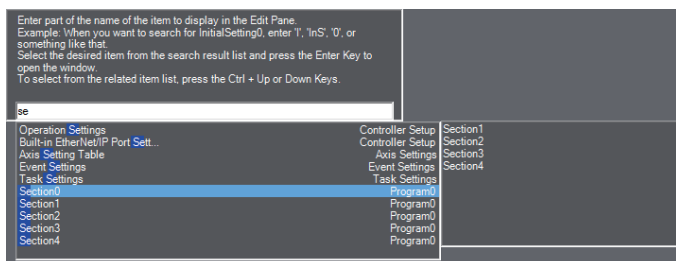 Enter part of the name of the item to display in the Edit Pane.
Example: When you want to search for InitialSetting0, enter 'I', 'InS', '0', or
something like that.
Select the desired item from the search result list and press the Enter Key to
open the window.
To select from the related item list, press the Ctrl + Up or Down Keys.
se
Operation Settings Controller Setup Section1
Built-in EtherNet/IP Port Sett... Controller Setup Section2
Axis Setting Table Axis Settings Section3
Event Settings Event Settings Section4
Task Settings Task Settings
Section0 Program0
Section1 Program0
Section2 Program0
Section3 Program0
Section4 Program0